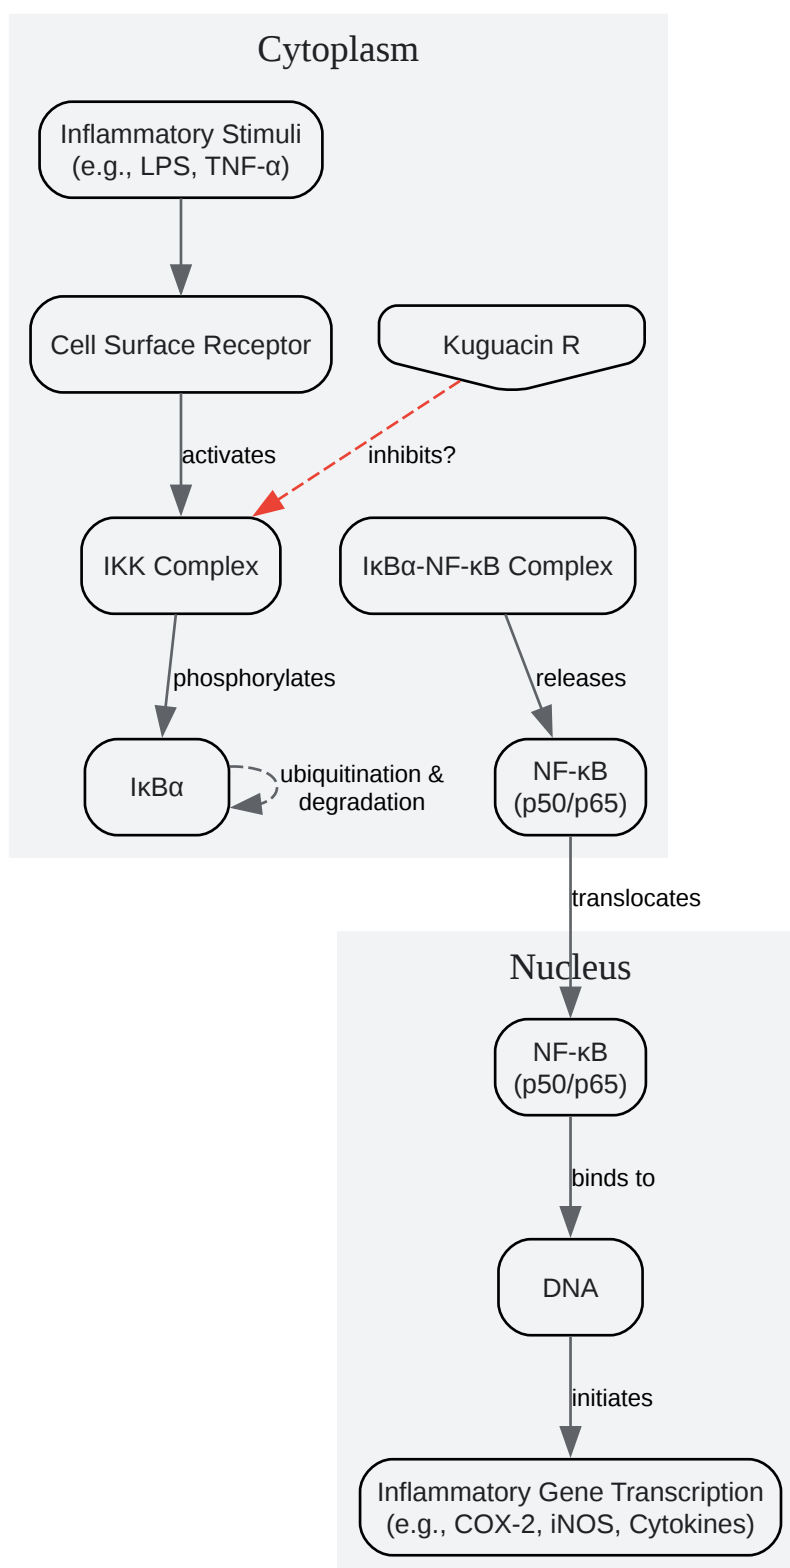 Cytoplasm
Inflammatory Stimuli
(e.g., LPS, TNF-α)
Cell Surface Receptor
Kuguacin R
activates
inhibits?
IKK Complex
IκBα-NF-κB Complex
phosphorylates
releases
IκBα
ubiquitination &
degradation
NF-κB
(p50/p65)
translocates
Nucleus
NF-κB
(p50/p65)
binds to
DNA
initiates
Inflammatory Gene Transcription
(e.g., COX-2, iNOS, Cytokines)